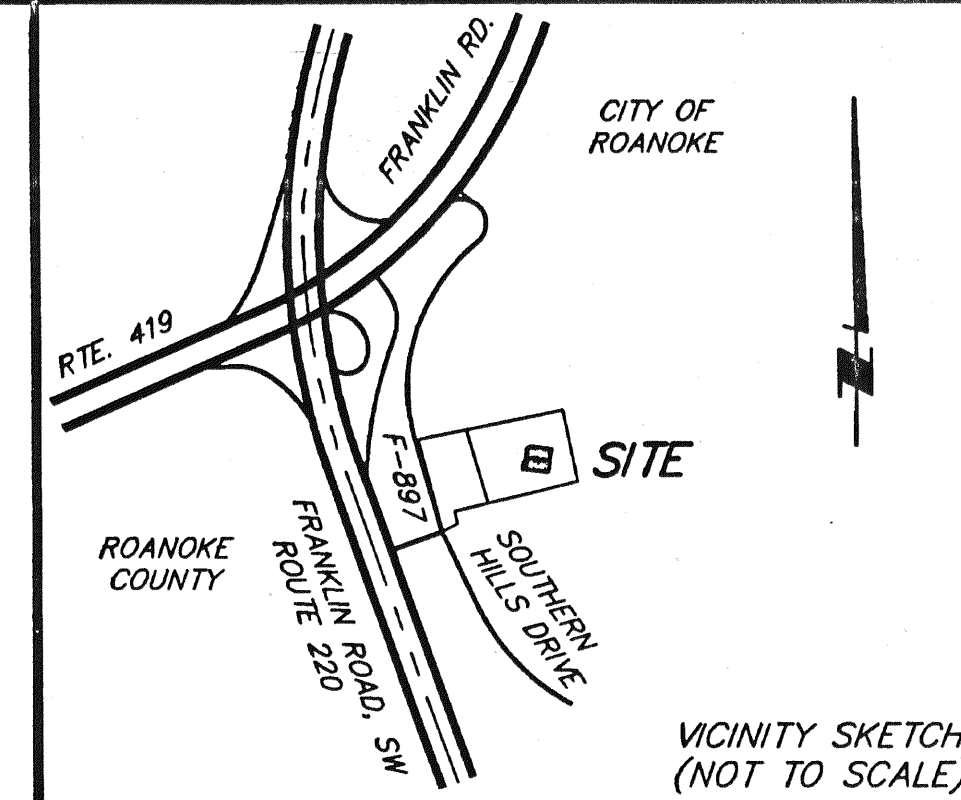 FRANKLIN RD.
CITY OF
ROANOKE
RTE. 419
N
F-897
SITE
ROANOKE
COUNTY
FRANKLIN ROAD, SW
ROUTE 220
SOUTHERN
HILLS DRIVE
VICINITY SKETCH
(NOT TO SCALE)